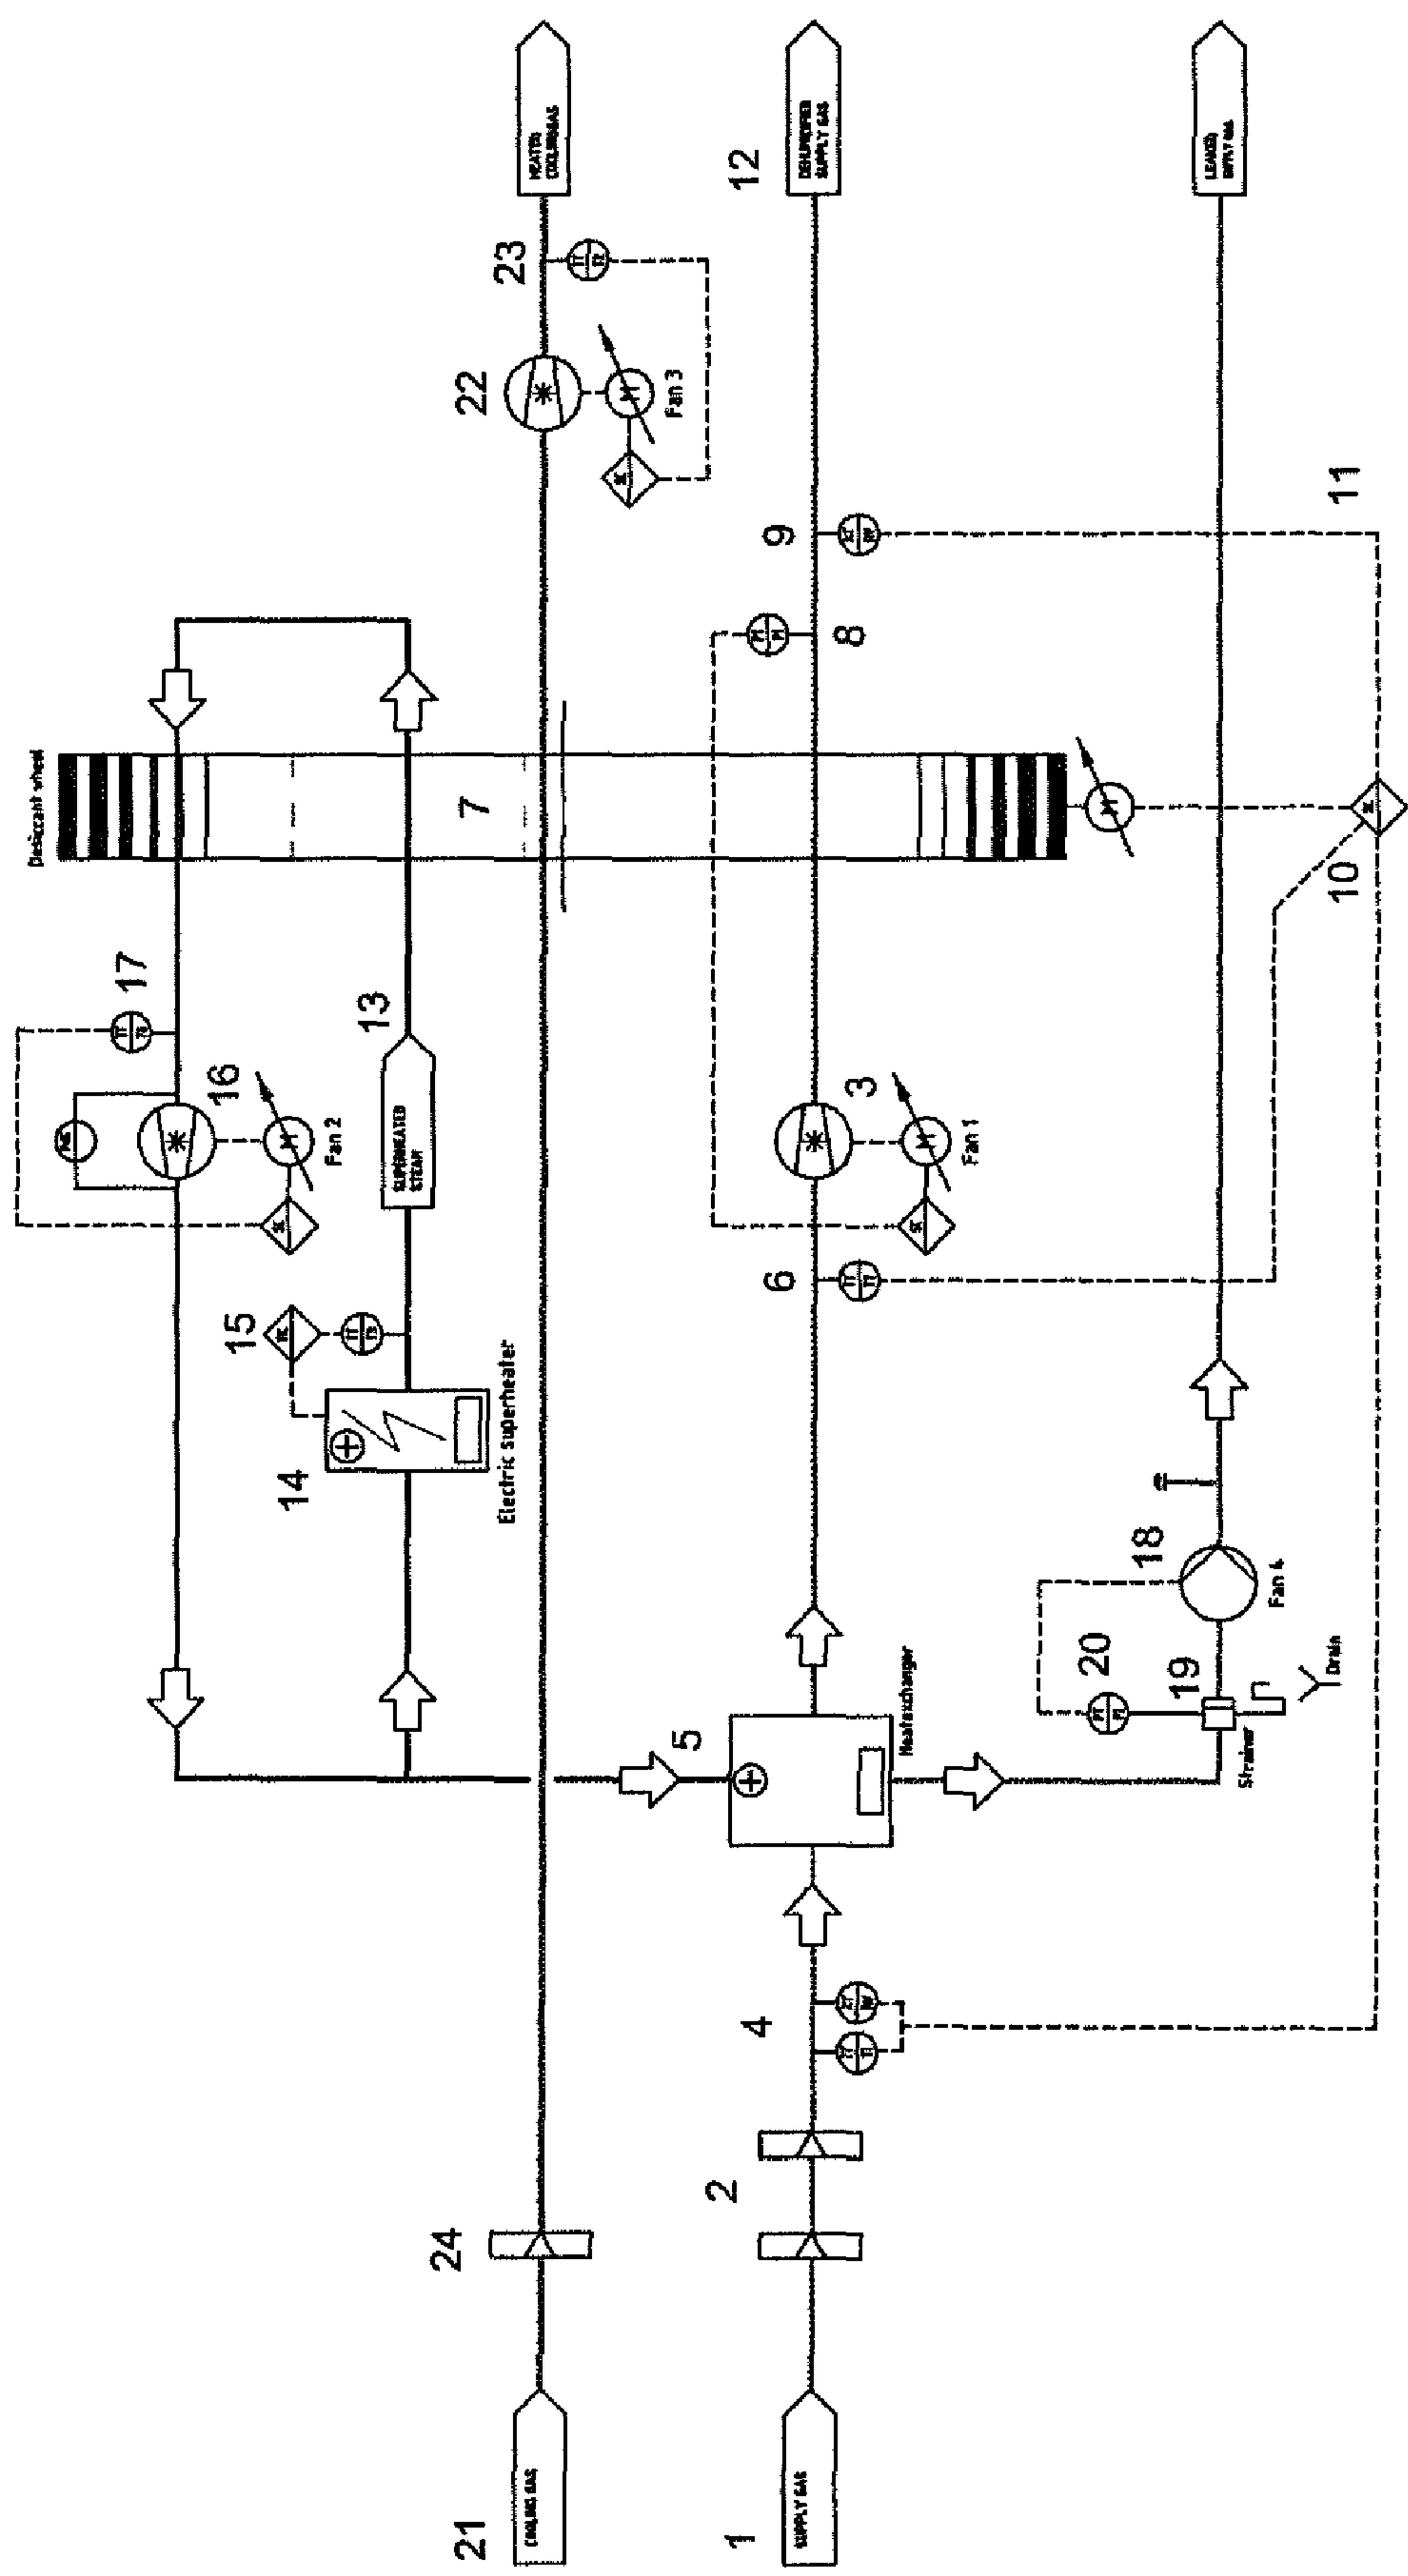 Desiccant wheel
17
16
15
14
Fan 2
13
SUPERHEATED
STEAM
24
21
22
7
23
Electric superheater
COOLING GAS
HEATED
COOLINGGAS
Fan 3
5
2
1
12
4
6
9
SUPPLY GAS
DEHUMIDIFIED
SUPPLY GAS
8
3
Heatexchanger
Fan 1
20
18
19
SUPPLY GAS
Strainer
Fan 4
Drain
10
11